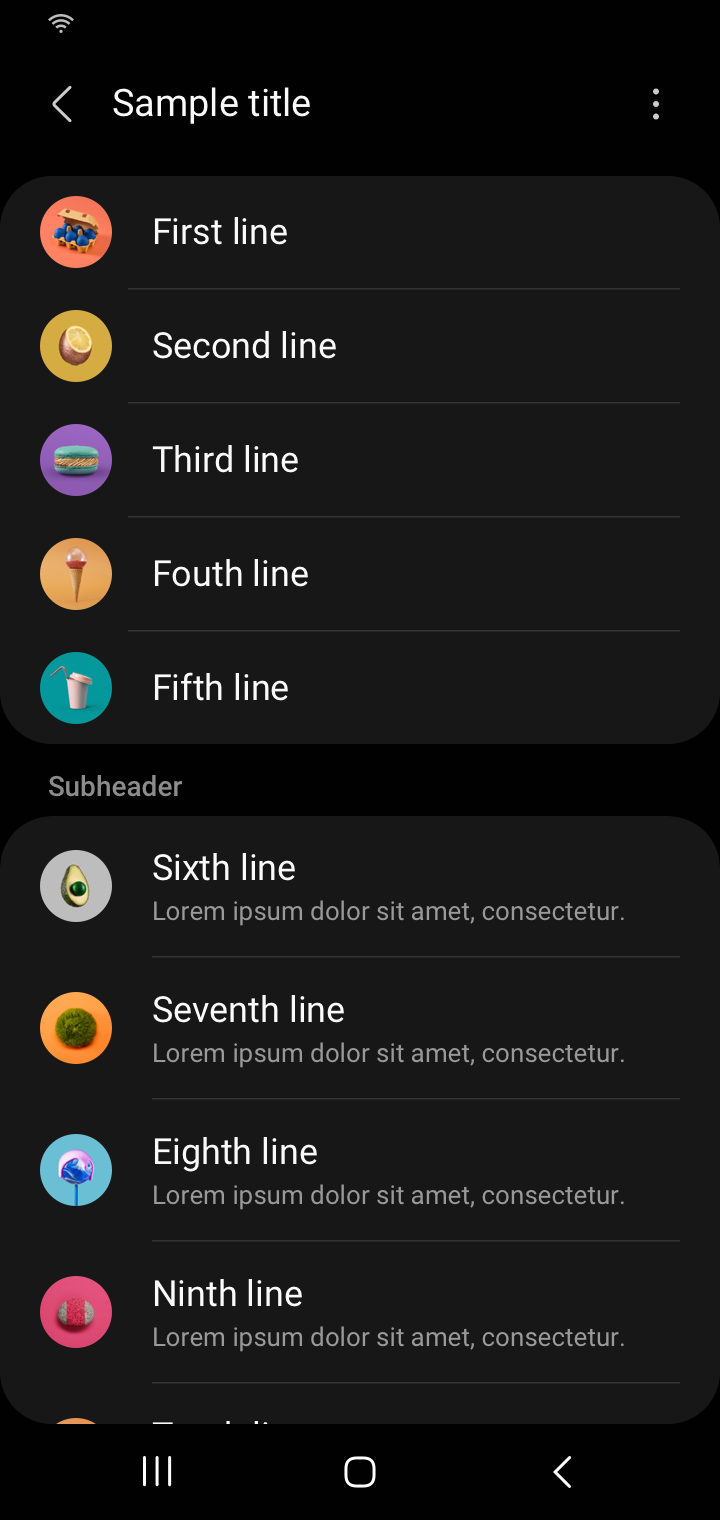 Sample title
First line
Second line
Third line
Fouth line
Fifth line
Subheader
Sixth line
Lorem ipsum dolor sit amet, consectetur.
Seventh line
Lorem ipsum dolor sit amet, consectetur.
Eighth line
Lorem ipsum dolor sit amet, consectetur.
Ninth line
Lorem ipsum dolor sit amet, consectetur.